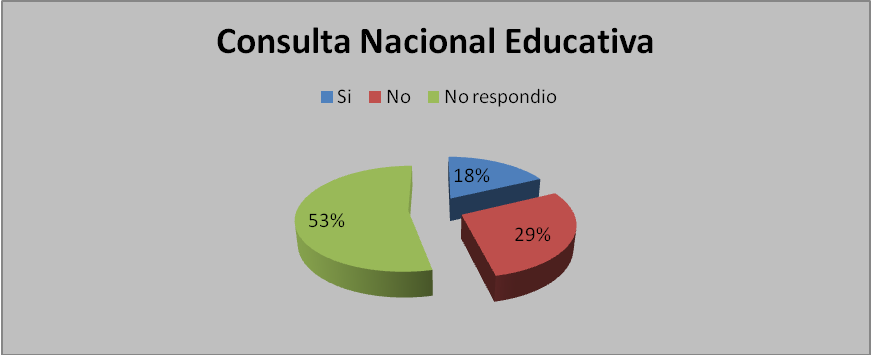 Consulta Nacional Educativa
Si No No respondio
18%
53%
29%